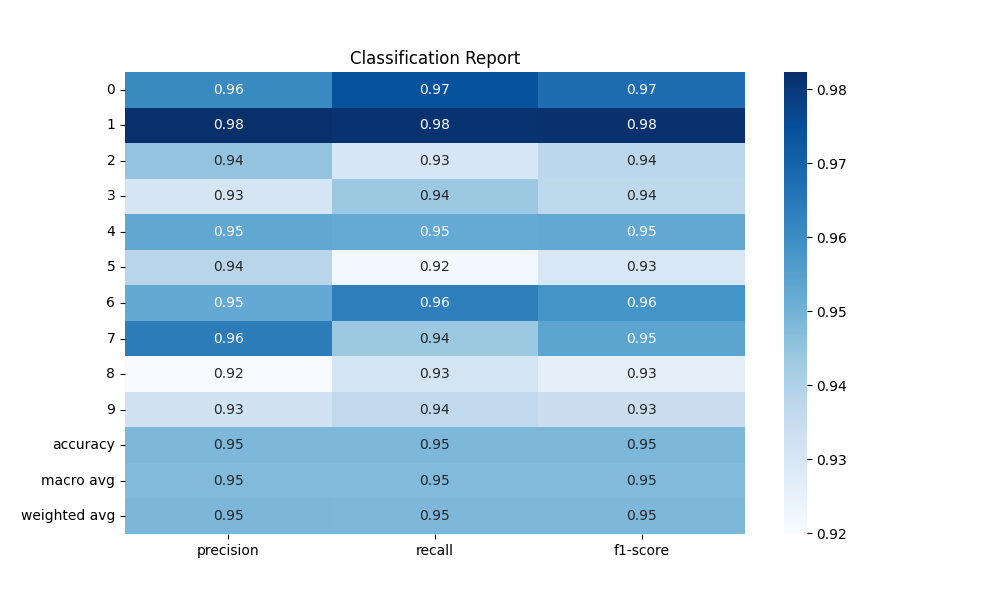 Classification Report
0 0.96 0.97 0.97 0.98
1 0.98 0.98 0.98
2 0.94 0.93 0.94 0.97
3 0.93 0.94 0.94
4 0.95 0.95 0.95 0.96
5 0.94 0.92 0.93
6 0.95 0.96 0.96 0.95
7 0.96 0.94 0.95
8 0.92 0.93 0.93 0.94
9 0.93 0.94 0.93
accuracy 0.95 0.95 0.95 0.93
macro avg 0.95 0.95 0.95
weighted avg 0.95 0.95 0.95 0.92
precision recall f1-score